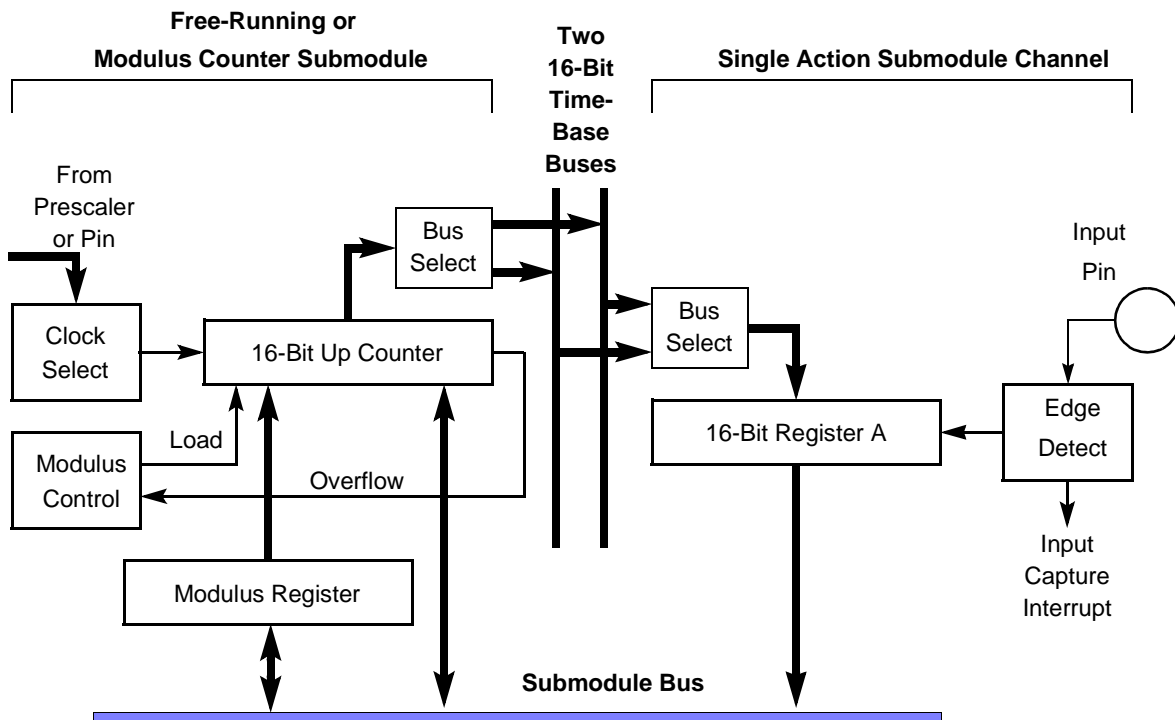 Free-Running or
Modulus Counter Submodule
Two
16-Bit
Time-
Base
Buses
Single Action Submodule Channel
From
Prescaler
or Pin
Bus
Select
Input
Pin
Clock
Select
16-Bit Up Counter
Bus
Select
16-Bit Register A
Edge
Detect
Modulus
Control
Load
Overflow
Modulus Register
Input
Capture
Interrupt
Submodule Bus